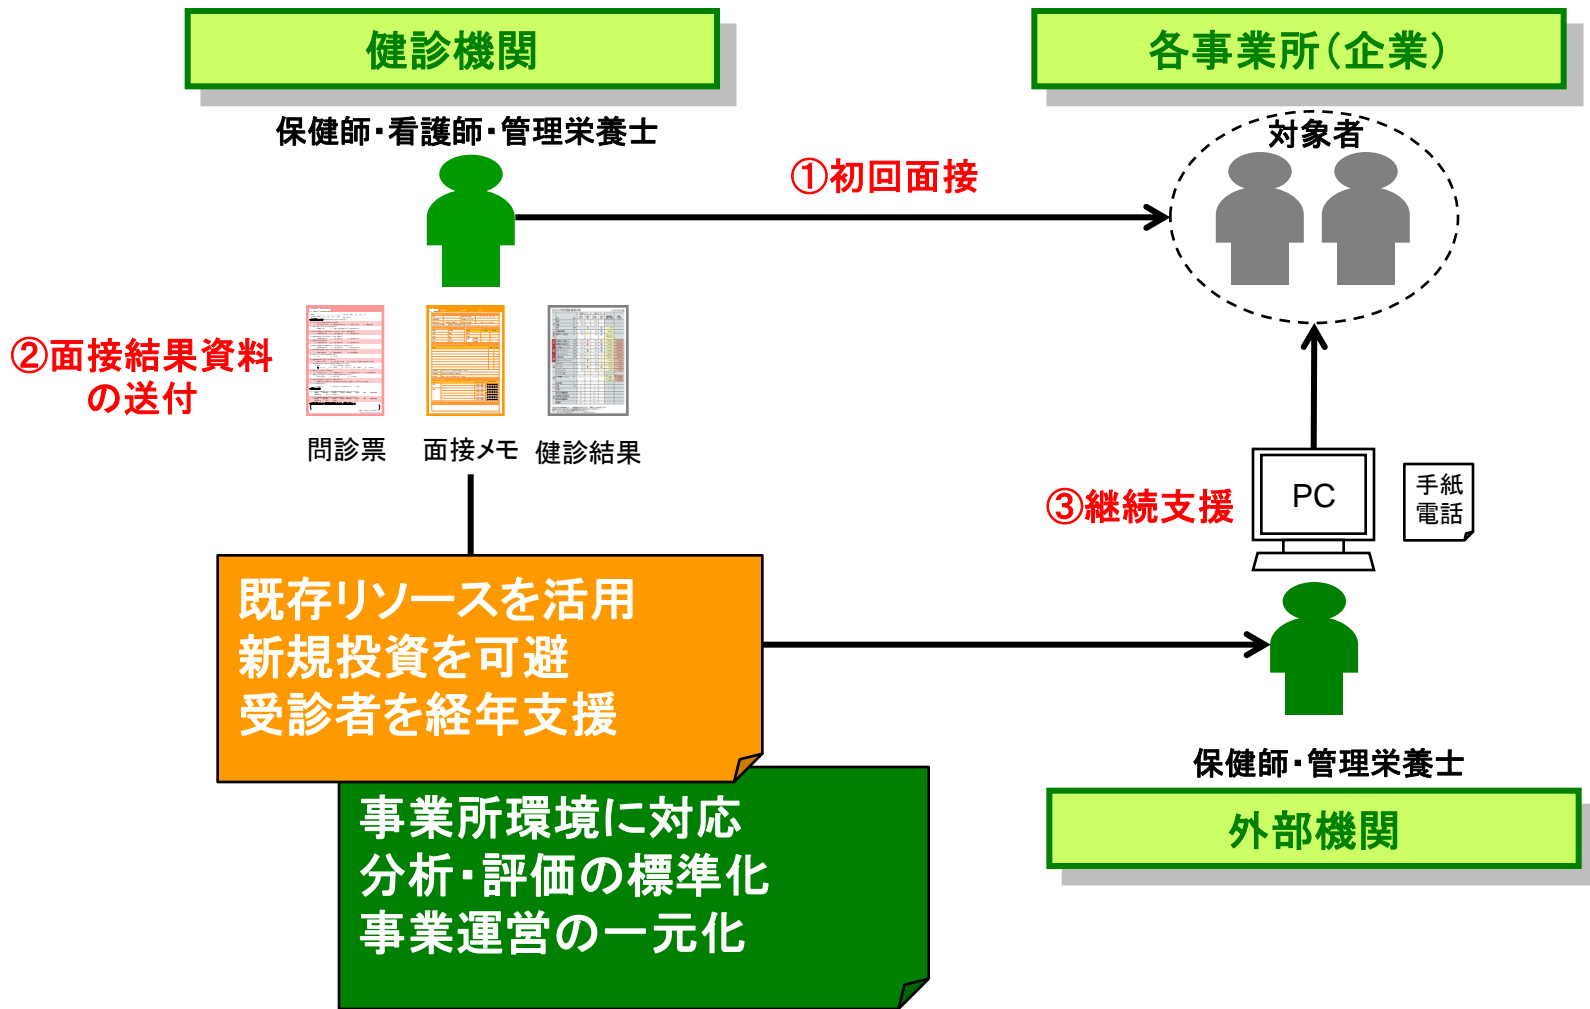 健診機関
各事業所（企業）
保健師・看護師・管理栄養士
対象者
①初回面接
②面接結果資料
の送付
問診票
面接メモ
健診結果
③継続支援
PC
手紙
電話
既存リソースを活用
新規投資を可避
受診者を経年支援
保健師・管理栄養士
外部機関
事業所環境に対応
分析・評価の標準化
事業運営の一元化